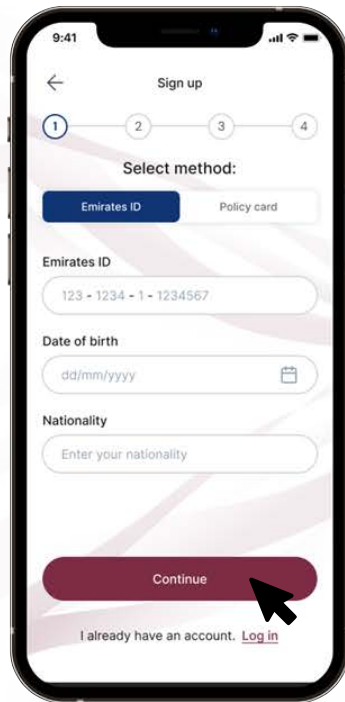 9:41
Sign up
1 2 3 4
Select method:
Emirates ID Policy card
Emirates ID
123 - 1234 - 1 - 1234567
Date of birth
dd/mm/yyyy
Nationality
Enter your nationality
Continue
I already have an account. Log in